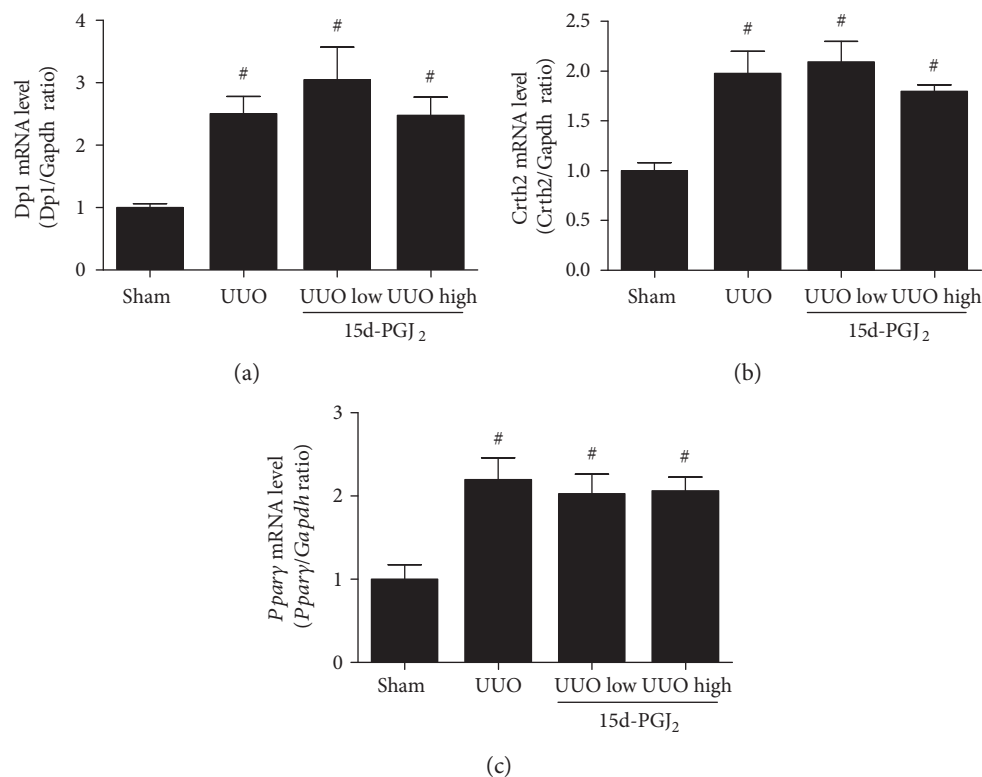 4
3
2
1
0
Dp1 mRNA level
(Dp1/Gapdh ratio)
#
#
#
Sham
UUO
UUO low
UUO high
15d-PGJ₂
(a)
2.5
2.0
1.5
1.0
0.5
0.0
Crth2 mRNA level
(Crth2/Gapdh ratio)
#
#
#
Sham
UUO
UUO low
UUO high
15d-PGJ₂
(b)
3
2
1
0
Pparγ mRNA level
(Pparγ/Gapdh ratio)
#
#
#
Sham
UUO
UUO low
UUO high
15d-PGJ₂
(c)